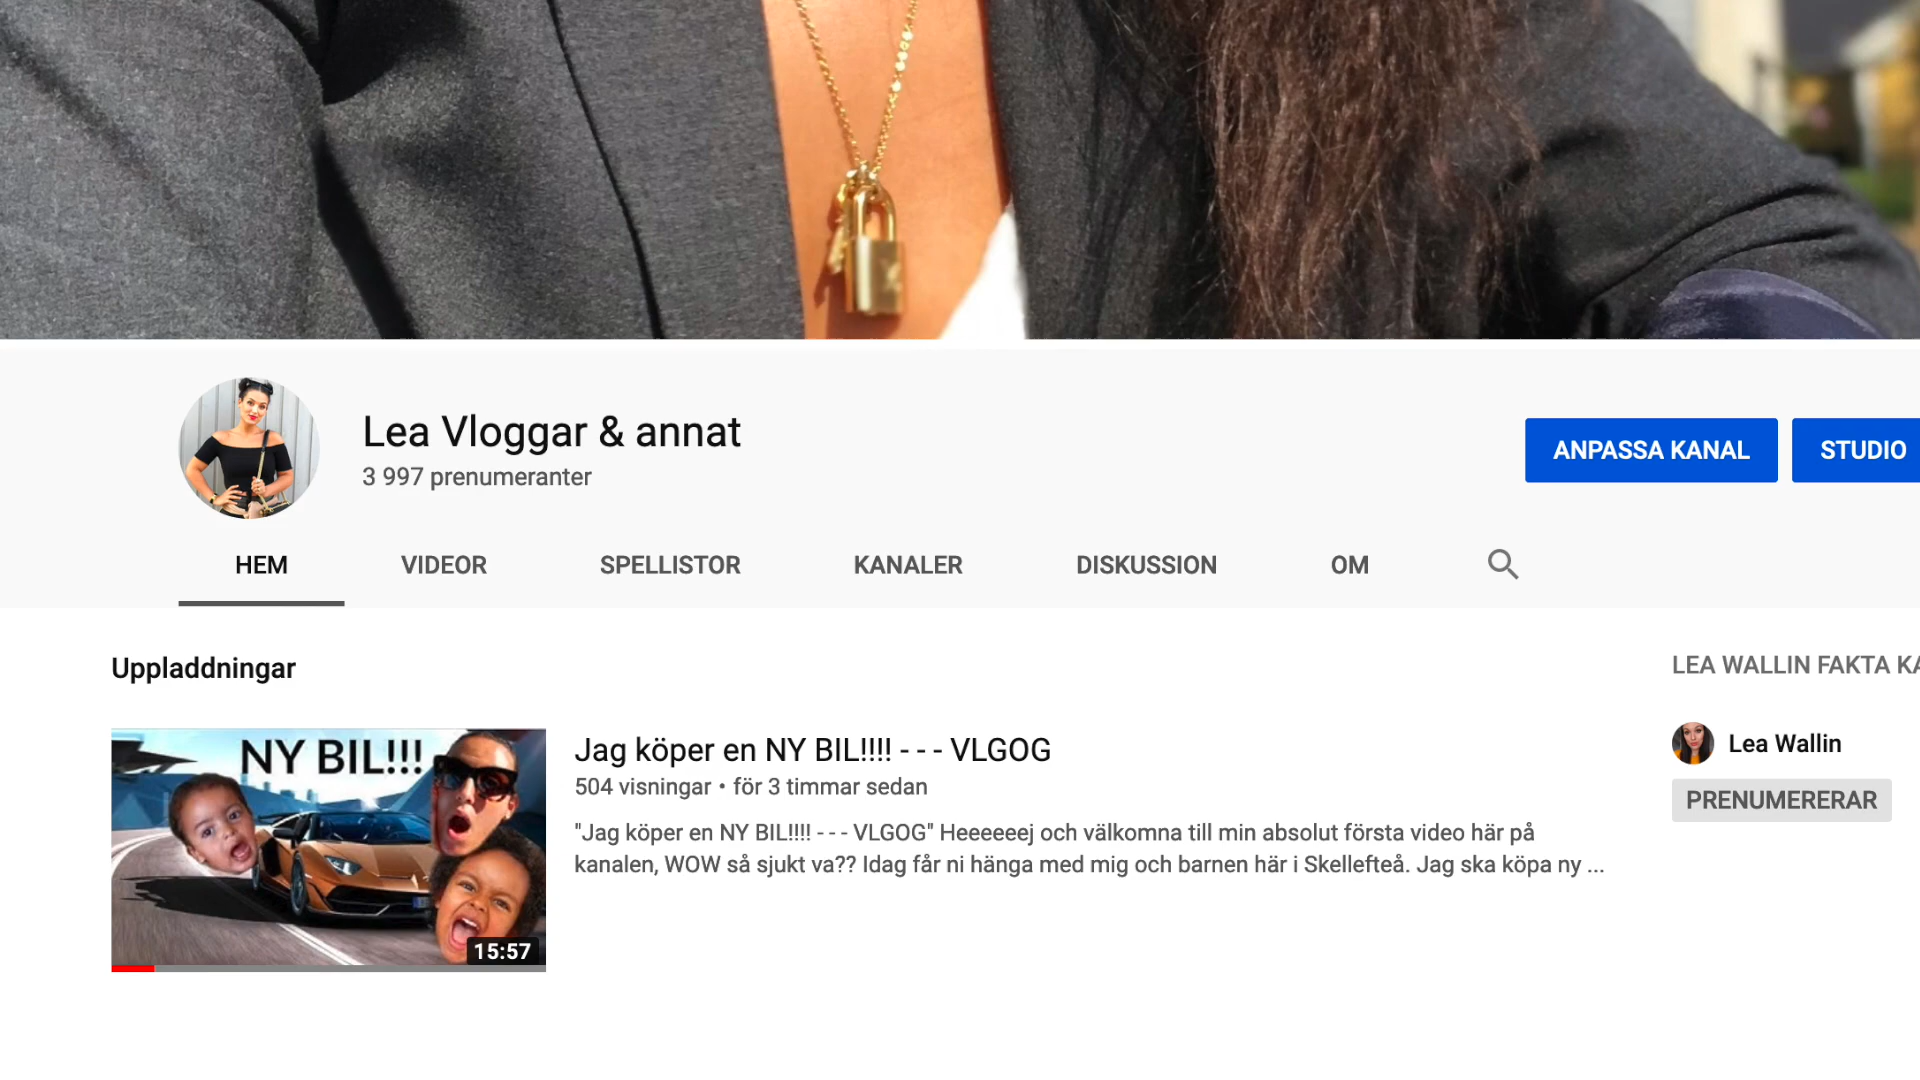 Lea Vloggar & annat
3 997 prenumeranter
ANPASSA KANAL
STUDIO
HEM
VIDEOR
SPELLISTOR
KANALER
DISKUSSION
OM
Uppladdningar
NY BIL!!!
15:57
Jag köper en NY BIL!!!! - - - VLGOG
504 visningar • för 3 timmar sedan
"Jag köper en NY BIL!!!! - - - VLGOG" Heeeeeej och välkomna till min absolut första video här på
kanalen, WOW så sjukt va?? Idag får ni hänga med mig och barnen här i Skellefteå. Jag ska köpa ny ...
LEA WALLIN FAKTA KA
Lea Wallin
PRENUMERERAR